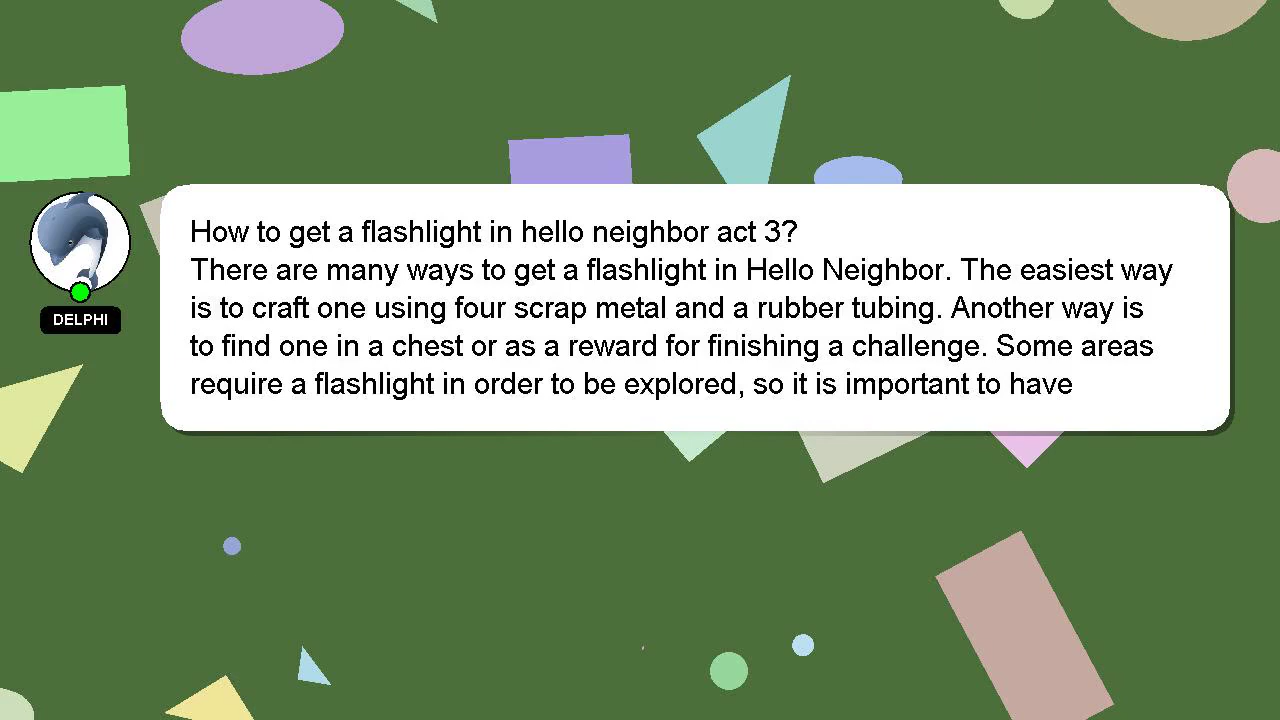 How to get a flashlight in hello neighbor act 3?
There are many ways to get a flashlight in Hello Neighbor. The easiest way
is to craft one using four scrap metal and a rubber tubing. Another way is
to find one in a chest or as a reward for finishing a challenge. Some areas
require a flashlight in order to be explored, so it is important to have
DELPHI